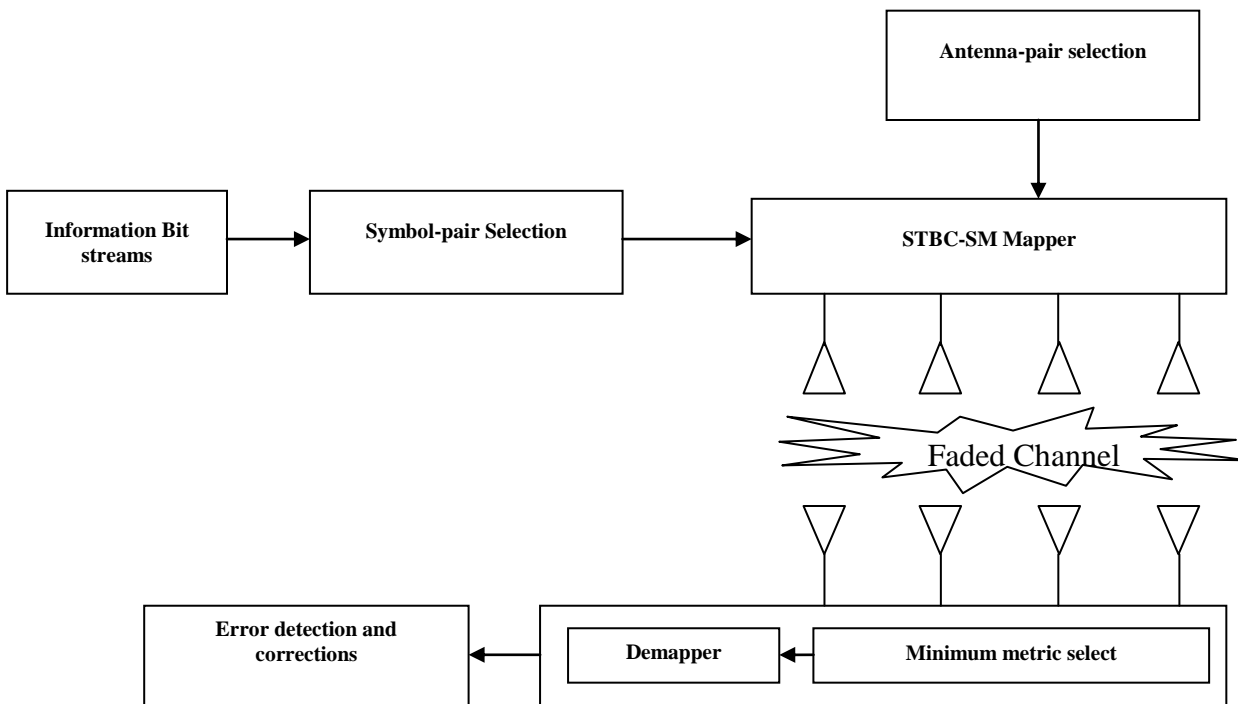 Antenna-pair selection
Information Bit
streams
Symbol-pair Selection
STBC-SM Mapper
Faded Channel
Error detection and
corrections
Demapper
Minimum metric select